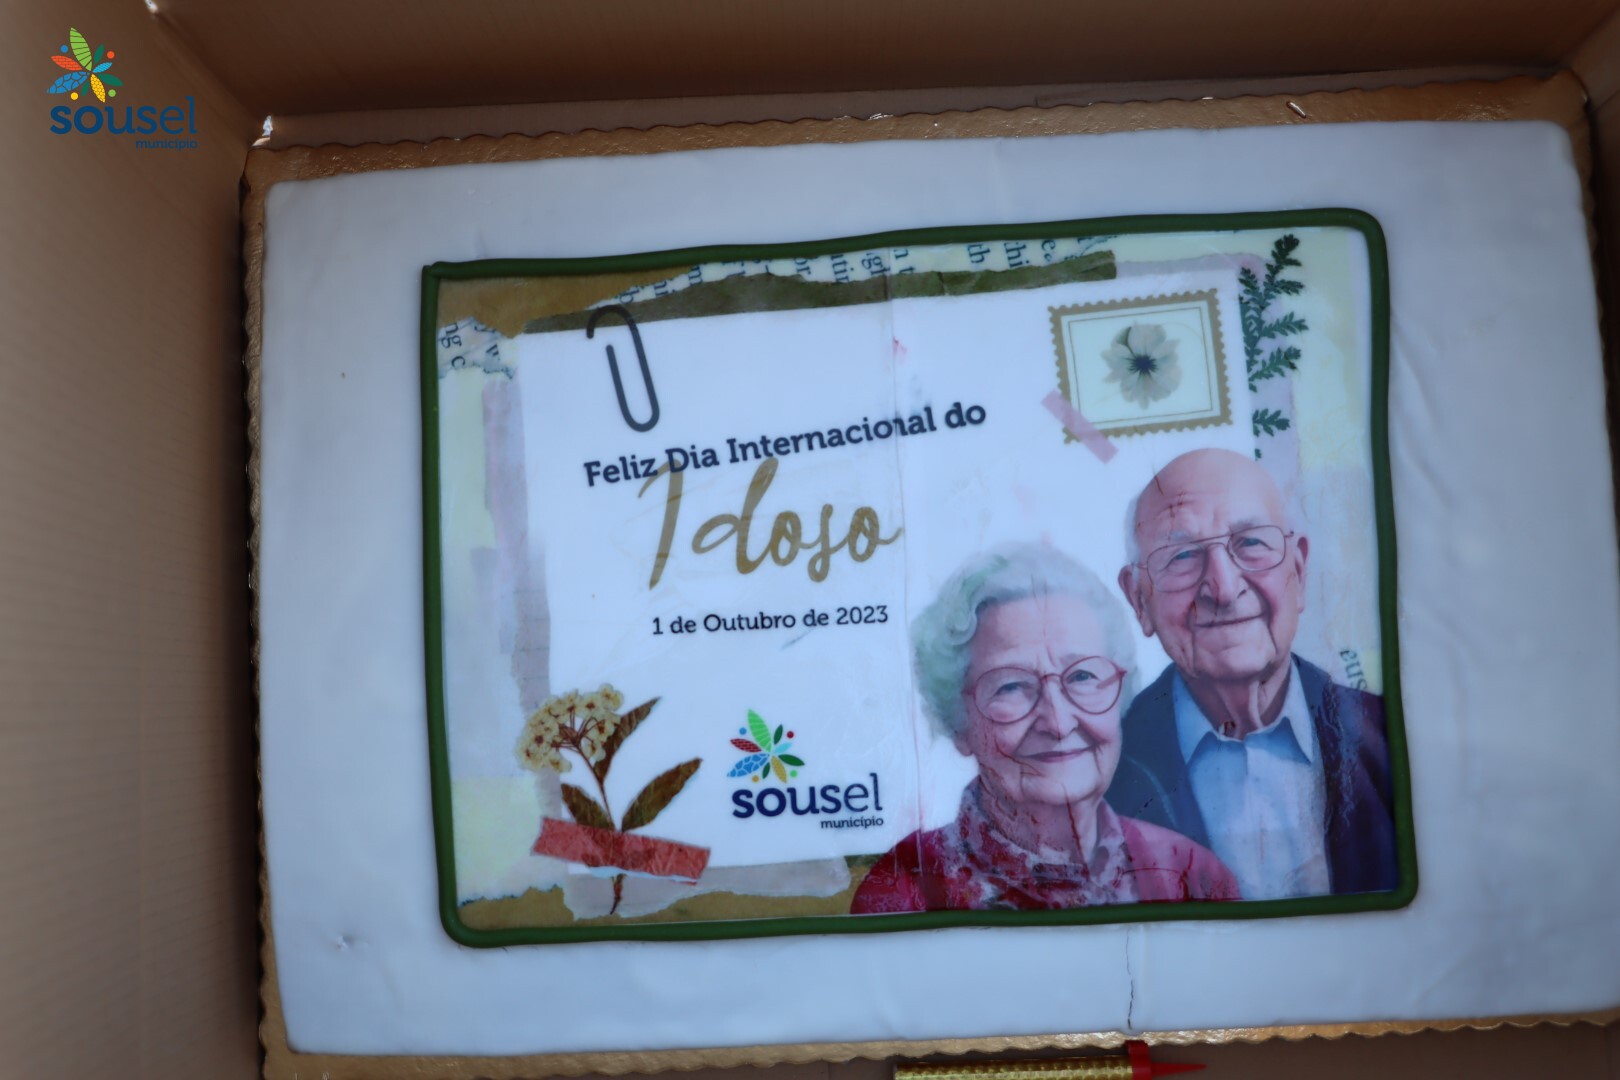 sousel
município
Feliz Dia Internacional do
Idoso
1 de Outubro de 2023
sousel
município